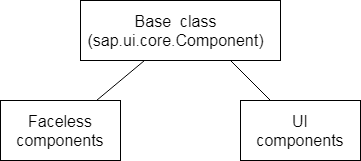 Base class
(sap.ui.core.Component)
Faceless
components
UI
components